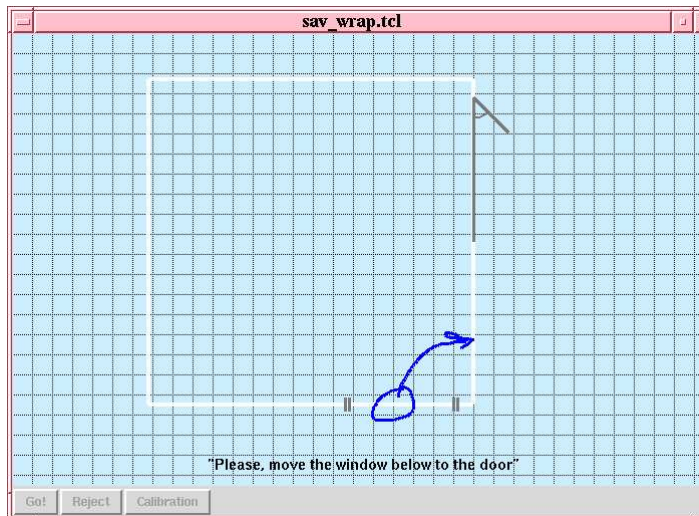 sav_wrap.tcl
"Please, move the window below to the door"
Go! Reject Calibration